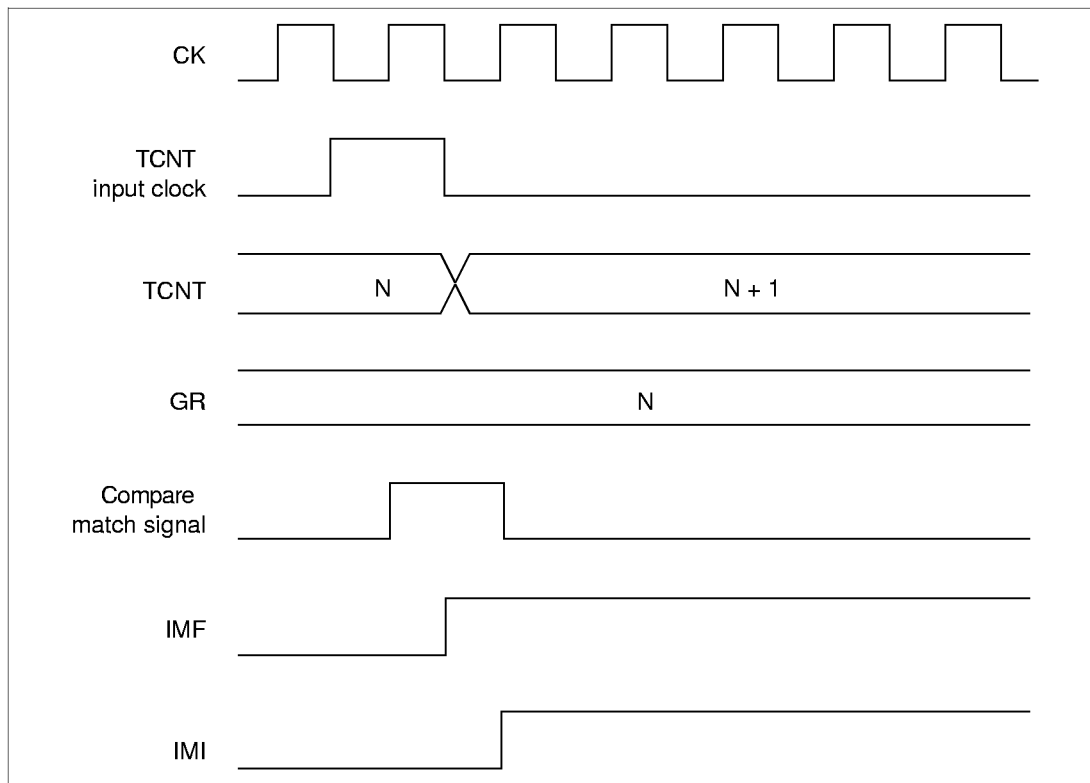 CK
TCNT
input clock
TCNT
N
N + 1
GR
N
Compare
match signal
IMF
IMI